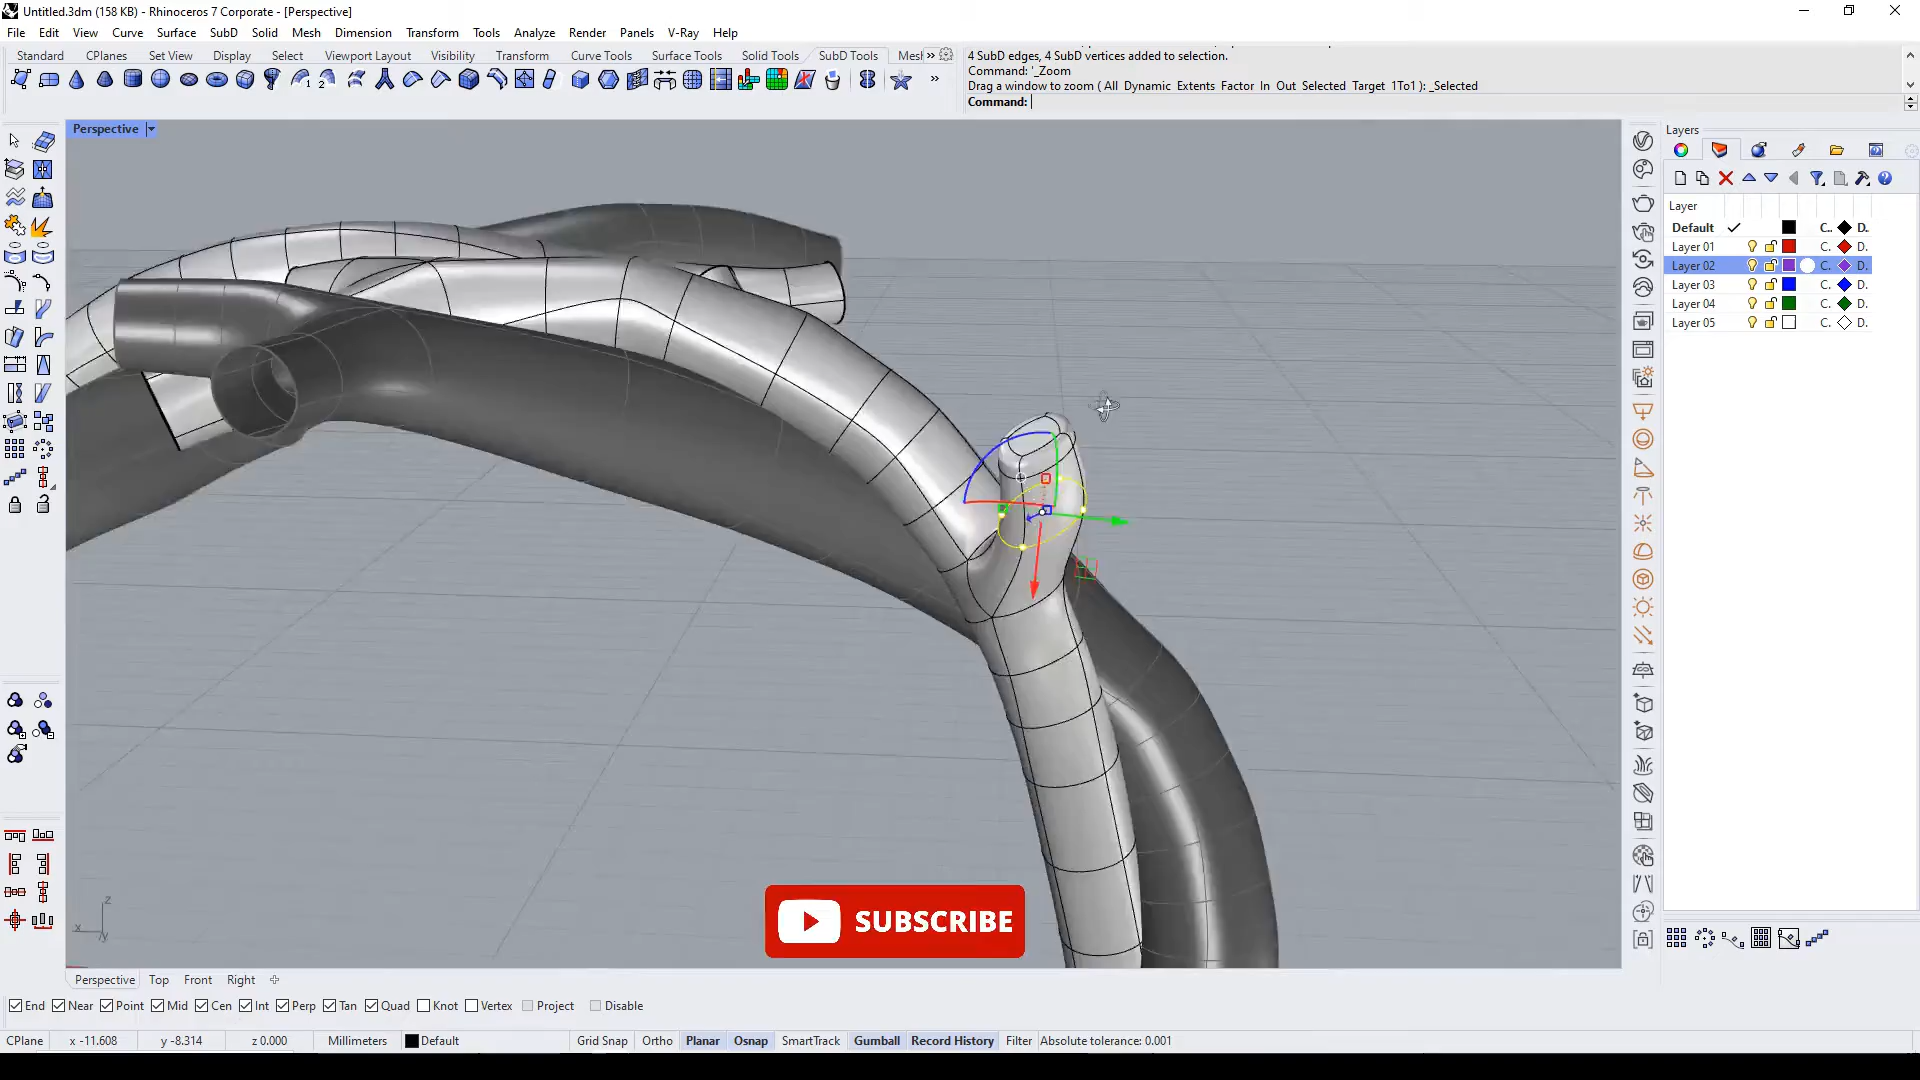 Untitled.3dm (158 KB) - Rhinoceros 7 Corporate - [Perspective]
File Edit View Curve Surface SubD Solid Mesh Dimension Transform Tools Analyze Render Panels V-Ray Help
Standard CPlanes Set View Display Select Viewport Layout Visibility Transform Curve Tools Surface Tools Solid Tools SubD Tools Mesh
4 SubD edges, 4 SubD vertices added to selection.
Command: '_Zoom
Drag a window to zoom ( All Dynamic Extents Factor In Out Selected Target 1To1 ): _Selected
Command:
Perspective
Layers
Layer
Default C.. D.
Layer 01 C. D.
Layer 02 C. D.
Layer 03 C. D.
Layer 04 C. D.
Layer 05 C. D.
z
x y
SUBSCRIBE
Perspective Top Front Right
End Near Point Mid Cen Int Perp Tan Quad Knot Vertex Project Disable
CPlane x -11.608 y -8.314 z 0.000 Millimeters Default Grid Snap Ortho Planar Osnap SmartTrack Gumball Record History Filter Absolute tolerance: 0.001